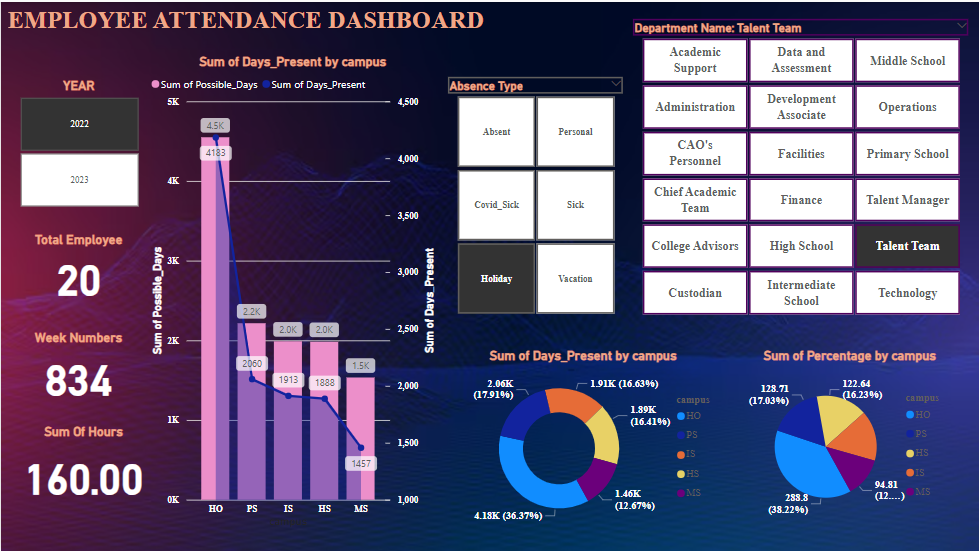 EMPLOYEE ATTENDANCE DASHBOARD
YEAR
2022
2023
Total Employee
20
Week Numbers
834
Sum Of Hours
160.00
Sum of Days_Present by campus
Sum of Possible_Days Sum of Days_Present
Sum of Possible_Days
5K
4K
3K
2K
1K
0K
4.5K
4183
2.2K
2060
2.0K
1913
2.0K
1888
1.5K
1457
HO PS IS HS MS
4,500
4,000
3,500
3,000
2,500
2,000
1,500
1,000
Sum of Days_Present
Absence Type
Absent
Personal
Covid_Sick
Sick
Holiday
Vacation
Department Name: Talent Team
Academic
Support
Data and
Assessment
Middle School
Administration
Development
Associate
Operations
CAO's
Personnel
Facilities
Primary School
Chief Academic
Team
Finance
Talent Manager
College Advisors
High School
Talent Team
Custodian
Intermediate
School
Technology
Sum of Days_Present by campus
2.06K
(17.91%)
1.91K (16.63%)
1.89K
(16.41%)
1.46K
(12.67%)
4.18K (36.37%)
campus
HO
PS
IS
HS
MS
Sum of Percentage by campus
128.71
(17.03%)
122.64
(16.23%)
94.81
(12....)
288.8
(38.22%)
campus
HO
PS
HS
IS
MS